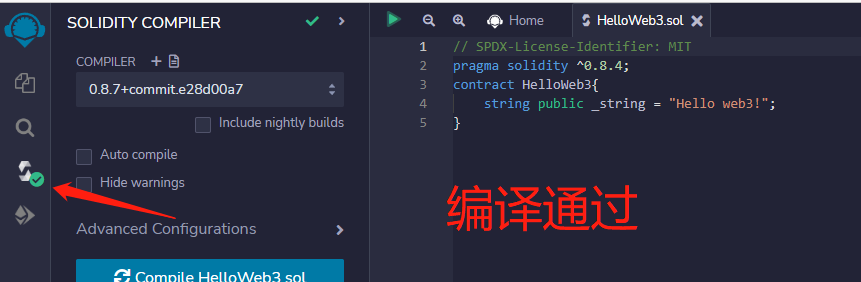 SOLIDITY COMPILER
COMPILER
0.8.7+commit.e28d00a7
Include nightly builds
Auto compile
Hide warnings
Advanced Configurations
Compile HelloWeb3.sol
Home
HelloWeb3.sol
1 // SPDX-License-Identifier: MIT
2 pragma solidity ^0.8.4;
3 contract HelloWeb3{
4 string public _string = "Hello web3!";
5 }
编译通过